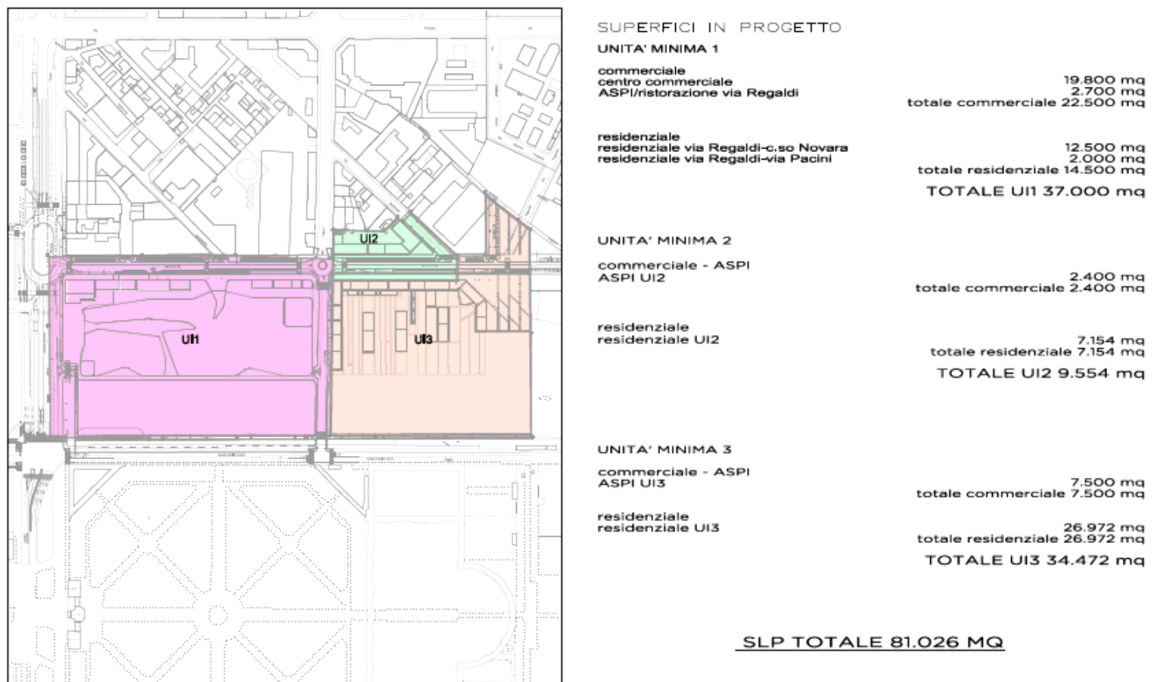 UI2
UI1
UI3
SUPERFICI IN PROGETTO
UNITA' MINIMA 1
commerciale
centro commerciale 19.800 mq
ASPI/ristorazione via Regaldi 2.700 mq
totale commerciale 22.500 mq
residenziale
residenziale via Regaldi-c.so Novara 12.500 mq
residenziale via Regaldi-via Pacini 2.000 mq
totale residenziale 14.500 mq
TOTALE UI1 37.000 mq
UNITA' MINIMA 2
commerciale - ASPI
ASPI UI2 2.400 mq
totale commerciale 2.400 mq
residenziale
residenziale UI2 7.154 mq
totale residenziale 7.154 mq
TOTALE UI2 9.554 mq
UNITA' MINIMA 3
commerciale - ASPI
ASPI UI3 7.500 mq
totale commerciale 7.500 mq
residenziale
residenziale UI3 26.972 mq
totale residenziale 26.972 mq
TOTALE UI3 34.472 mq
SLP TOTALE 81.026 MQ